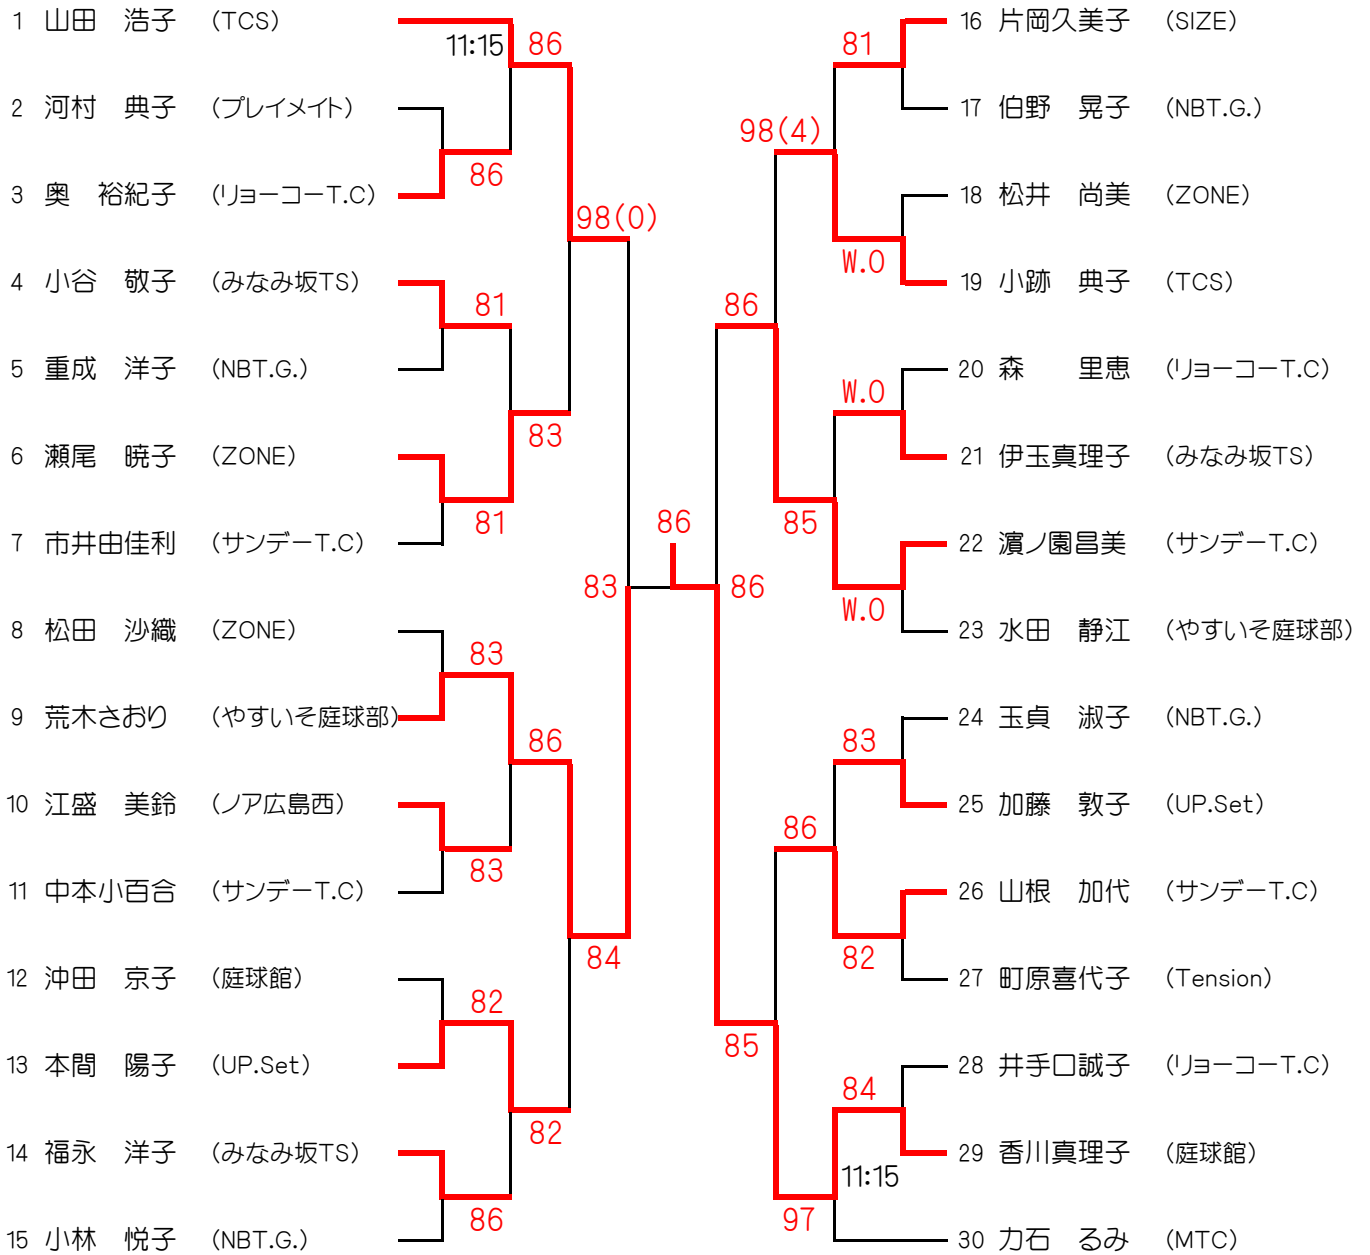 1 山田　浩子 (TCS)
11:15
86
2 河村　典子 (プレイメイト)
86
3 奥　裕紀子 (リョーコーT.C)
98(0)
4 小谷　敬子 (みなみ坂TS)
81
5 重成　洋子 (NBT.G.)
83
6 瀬尾　暁子 (ZONE)
81
7 市井由佳利 (サンデーT.C)
83
8 松田　沙織 (ZONE)
83
9 荒木さおり (やすいそ庭球部)
86
10 江盛　美鈴 (ノア広島西)
83
11 中本小百合 (サンデーT.C)
84
12 沖田　京子 (庭球館)
82
13 本間　陽子 (UP.Set)
82
14 福永　洋子 (みなみ坂TS)
86
15 小林　悦子 (NBT.G.)
86
16 片岡久美子 (SIZE)
81
17 伯野　晃子 (NBT.G.)
98(4)
18 松井　尚美 (ZONE)
W.O
19 小跡　典子 (TCS)
86
20 森　　里恵 (リョーコーT.C)
W.O
21 伊玉真理子 (みなみ坂TS)
85
22 濵ノ園昌美 (サンデーT.C)
86
W.O
23 水田　静江 (やすいそ庭球部)
24 玉貞　淑子 (NBT.G.)
83
25 加藤　敦子 (UP.Set)
86
26 山根　加代 (サンデーT.C)
82
27 町原喜代子 (Tension)
85
28 井手口誠子 (リョーコーT.C)
84
29 香川真理子 (庭球館)
11:15
97
30 力石　るみ (MTC)